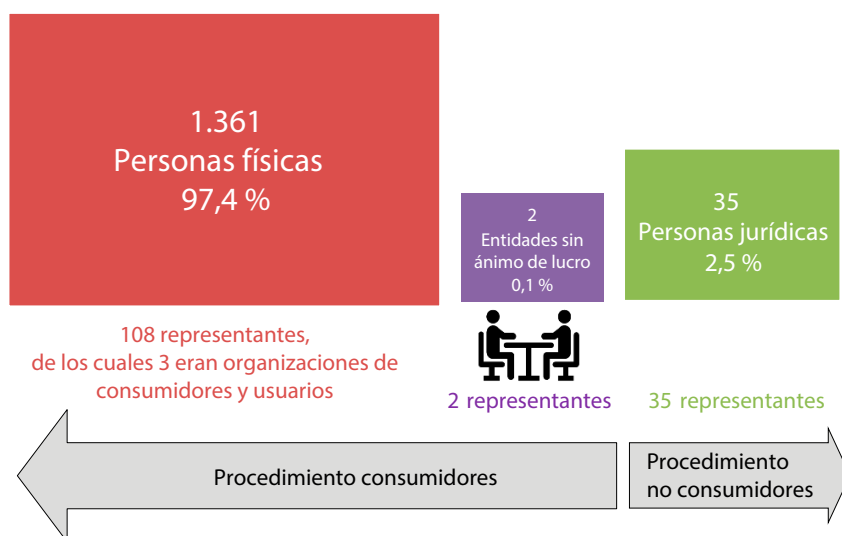 1.361
Personas físicas
97,4 %
2
Entidades sin
ánimo de lucro
0,1 %
35
Personas jurídicas
2,5 %
108 representantes,
de los cuales 3 eran organizaciones de
consumidores y usuarios
2 representantes
35 representantes
Procedimiento consumidores
Procedimiento
no consumidores